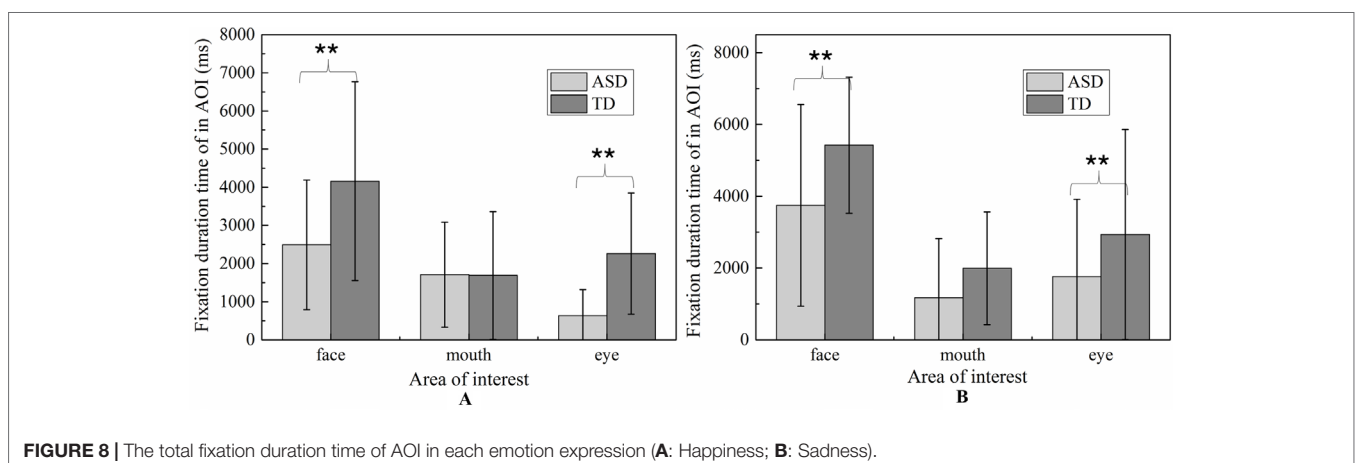 8000
7000
6000
5000
4000
3000
2000
1000
0
Fixation duration time of in AOI (ms)
**
**
ASD
TD
face
mouth
eye
Area of interest
A
8000
6000
4000
2000
0
Fixation duration time of in AOI (ms)
**
**
ASD
TD
face
mouth
eye
Area of interest
B
FIGURE 8 | The total fixation duration time of AOI in each emotion expression (A: Happiness; B: Sadness).